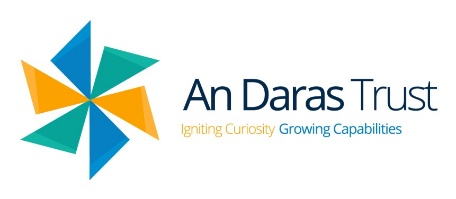 An Daras Trust
Igniting Curiosity Growing Capabilities